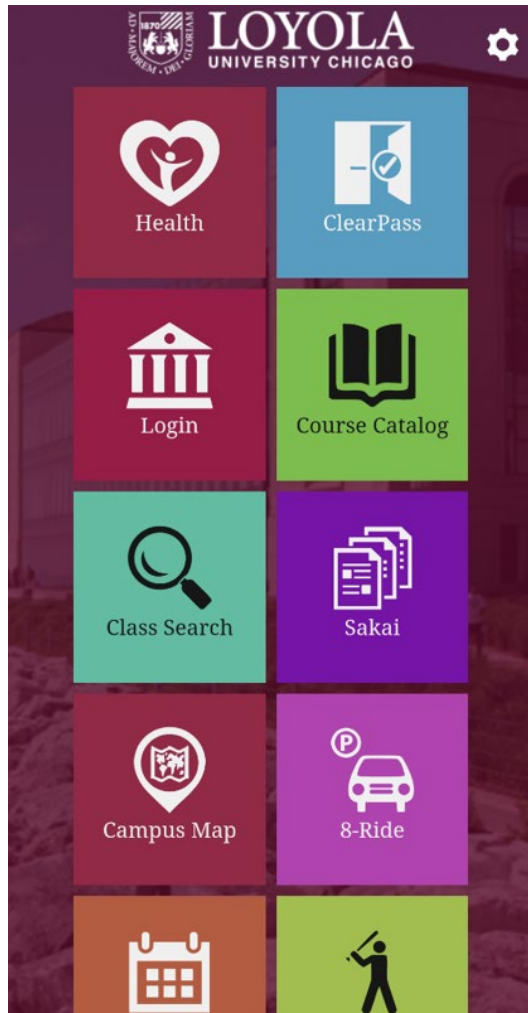 1870
AD • MAJOREM • DEI • GLORIAM
LOYOLA
UNIVERSITY CHICAGO
Health
ClearPass
Login
Course Catalog
Class Search
Sakai
Campus Map
P
8-Ride